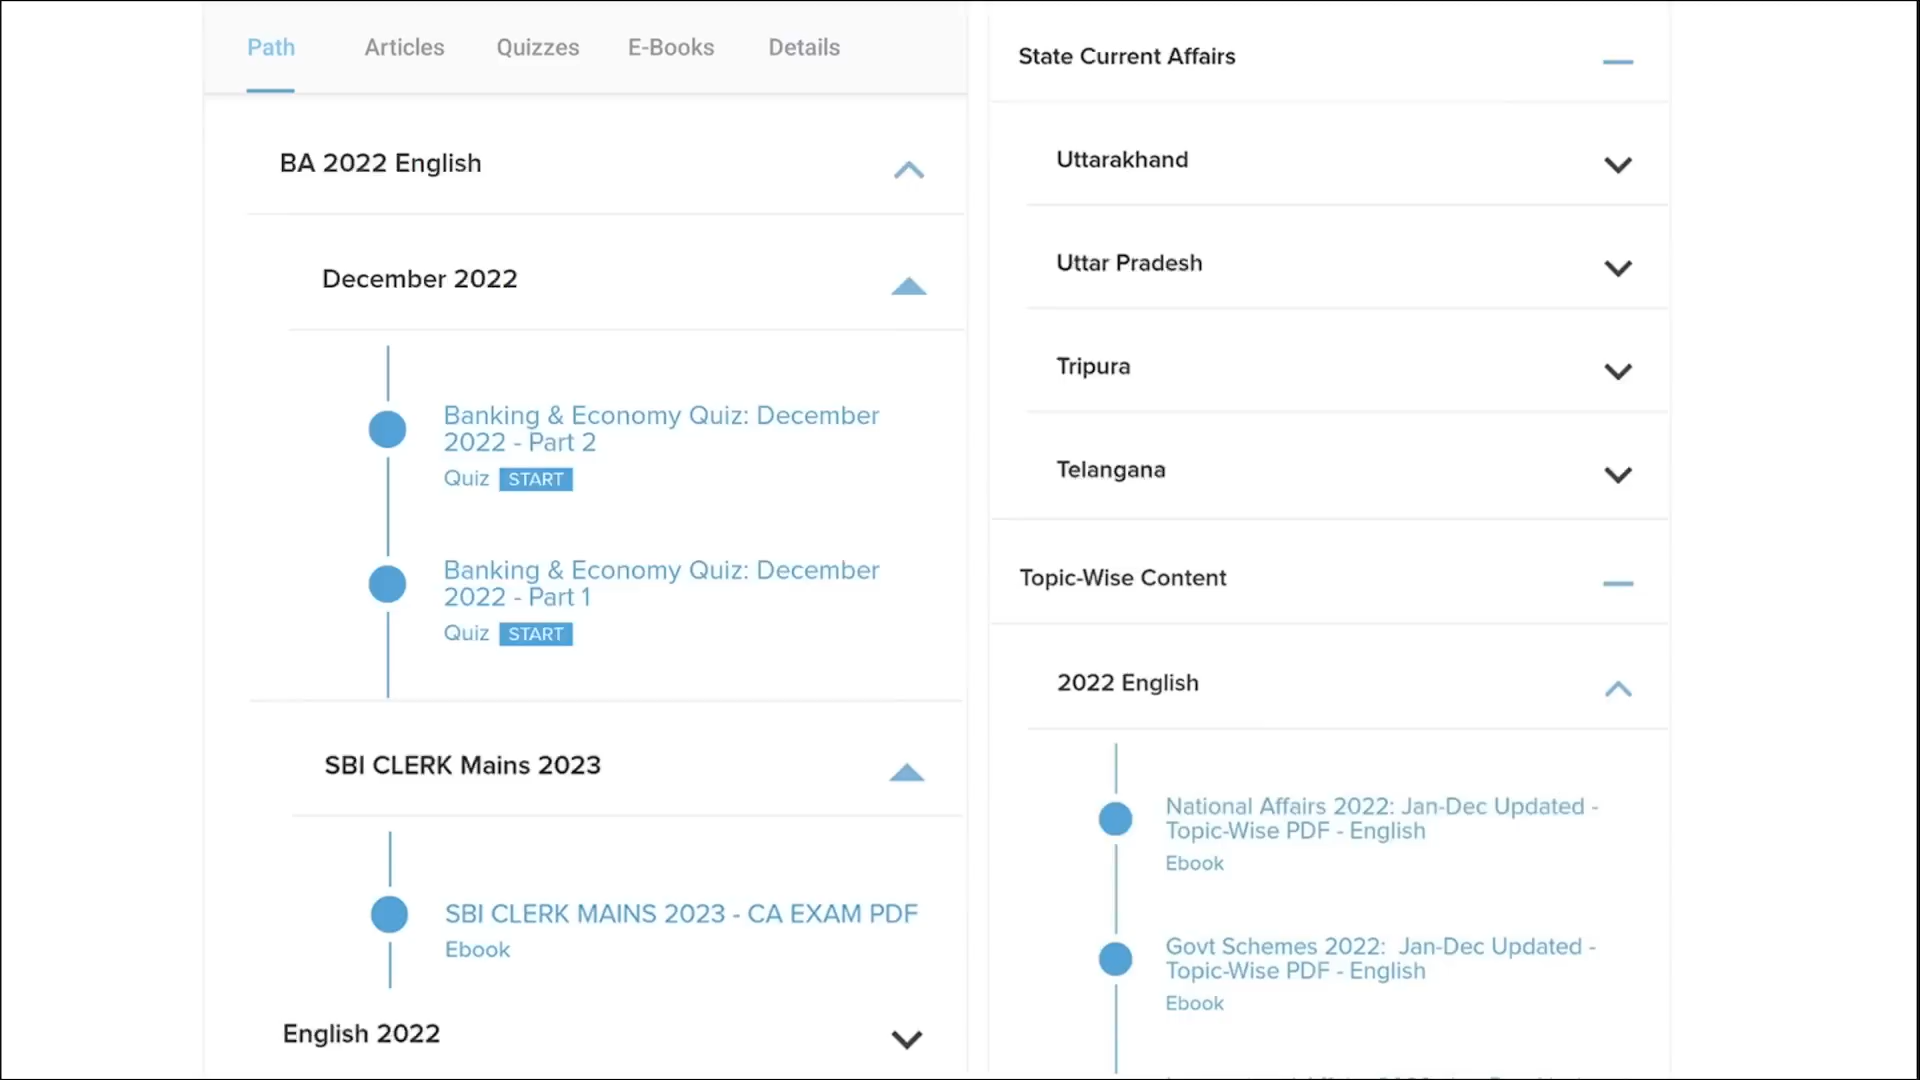 Path
Articles
Quizzes
E-Books
Details
BA 2022 English
December 2022
Banking & Economy Quiz: December
2022 - Part 2
Quiz START
Banking & Economy Quiz: December
2022 - Part 1
Quiz START
SBI CLERK Mains 2023
SBI CLERK MAINS 2023 - CA EXAM PDF
Ebook
English 2022
State Current Affairs
Uttarakhand
Uttar Pradesh
Tripura
Telangana
Topic-Wise Content
2022 English
National Affairs 2022: Jan-Dec Updated -
Topic-Wise PDF - English
Ebook
Govt Schemes 2022:  Jan-Dec Updated -
Topic-Wise PDF - English
Ebook